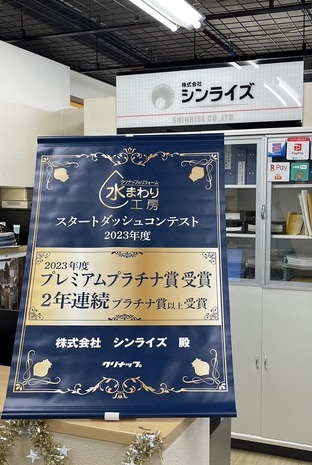 株式会社
シンライズ
SHINRISE CO.,LTD.
PayPay
R Pay
クリナップ&リフォーム
水まわり
工房
スタートダッシュコンテスト
2023年度
2023年度
プレミアムプラチナ賞受賞
2年連続プラチナ賞以上受賞
株式会社 シンライズ 殿
クリナップ